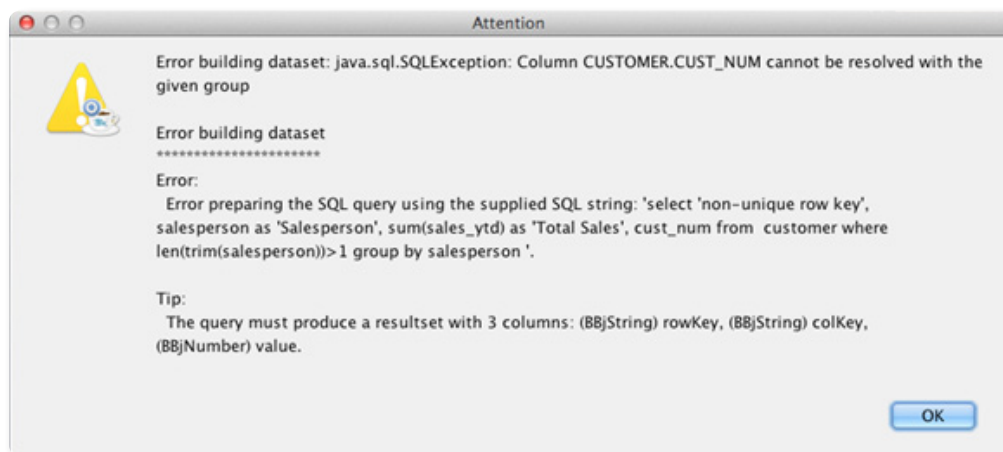 Attention
Error building dataset: java.sql.SQLException: Column CUSTOMER.CUST_NUM cannot be resolved with the
given group
Error building dataset
**********************
Error:
Error preparing the SQL query using the supplied SQL string: 'select 'non-unique row key',
salesperson as 'Salesperson', sum(sales_ytd) as 'Total Sales', cust_num from  customer where
len(trim(salesperson))>1 group by salesperson '.
Tip:
The query must produce a resultset with 3 columns: (BBjString) rowKey, (BBjString) colKey,
(BBjNumber) value.
OK